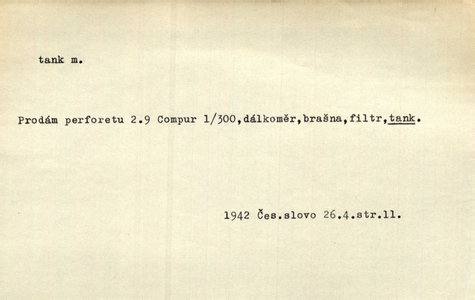 tank m.
Prodám perforetu 2.9 Compur 1/300,dálkoměr,brašna,filtr,tank.
1942 Čes.slovo 26.4.str.11.